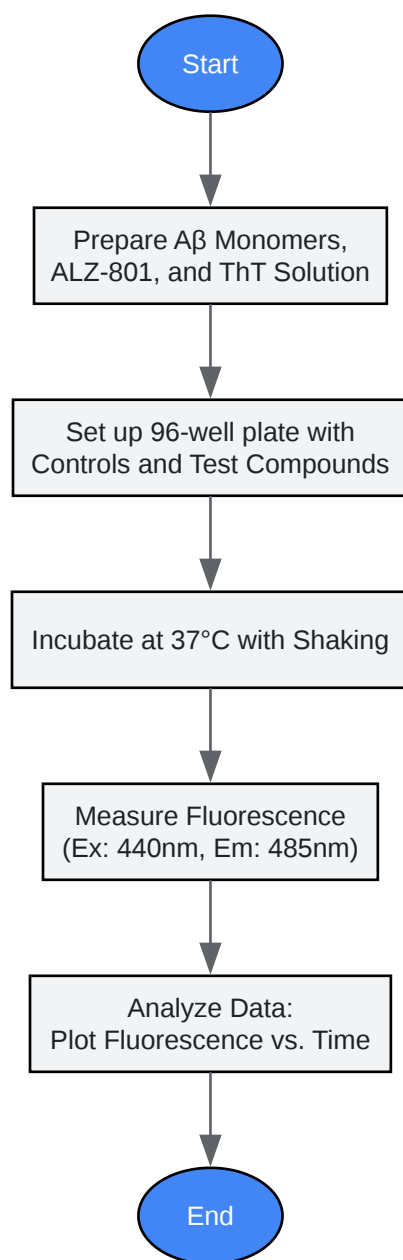 Start
Prepare Aβ Monomers,
ALZ-801, and ThT Solution
Set up 96-well plate with
Controls and Test Compounds
Incubate at 37°C with Shaking
Measure Fluorescence
(Ex: 440nm, Em: 485nm)
Analyze Data:
Plot Fluorescence vs. Time
End